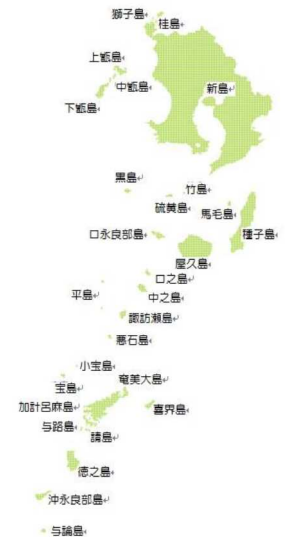 獅子島
桂島
上甑島
中甑島
新島
下甑島
黒島
竹島
硫黄島
馬毛島
口永良部島
種子島
屋久島
口之島
平島
中之島
諏訪瀬島
悪石島
小宝島
奄美大島
宝島
加計呂麻島
喜界島
与路島
請島
徳之島
沖永良部島
与論島